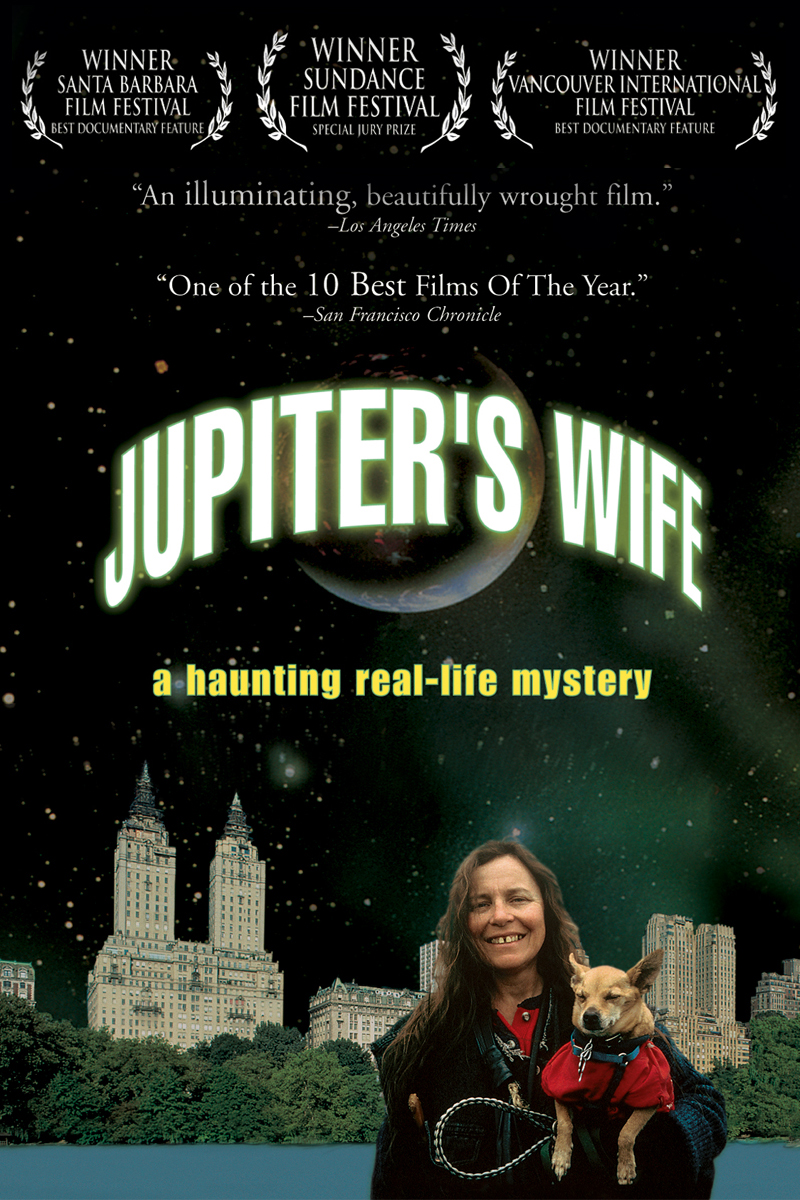 WINNER
SANTA BARBARA
FILM FESTIVAL
BEST DOCUMENTARY FEATURE
WINNER
SUNDANCE
FILM FESTIVAL
SPECIAL JURY PRIZE
WINNER
VANCOUVER INTERNATIONAL
FILM FESTIVAL
BEST DOCUMENTARY FEATURE
“An illuminating, beautifully wrought film.”
–Los Angeles Times
“One of the 10 Best Films Of The Year.”
–San Francisco Chronicle
JUPITER'S WIFE
a haunting real-life mystery